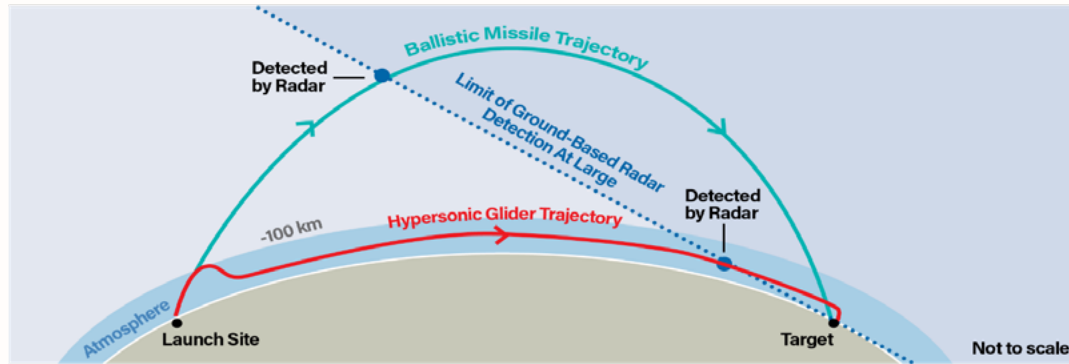 Ballistic Missile Trajectory
Detected
by Radar
Limit of Ground-Based Radar
Detection At Large
Detected
by Radar
~100 km
Hypersonic Glider Trajectory
Atmosphere
Launch Site
Target
Not to scale